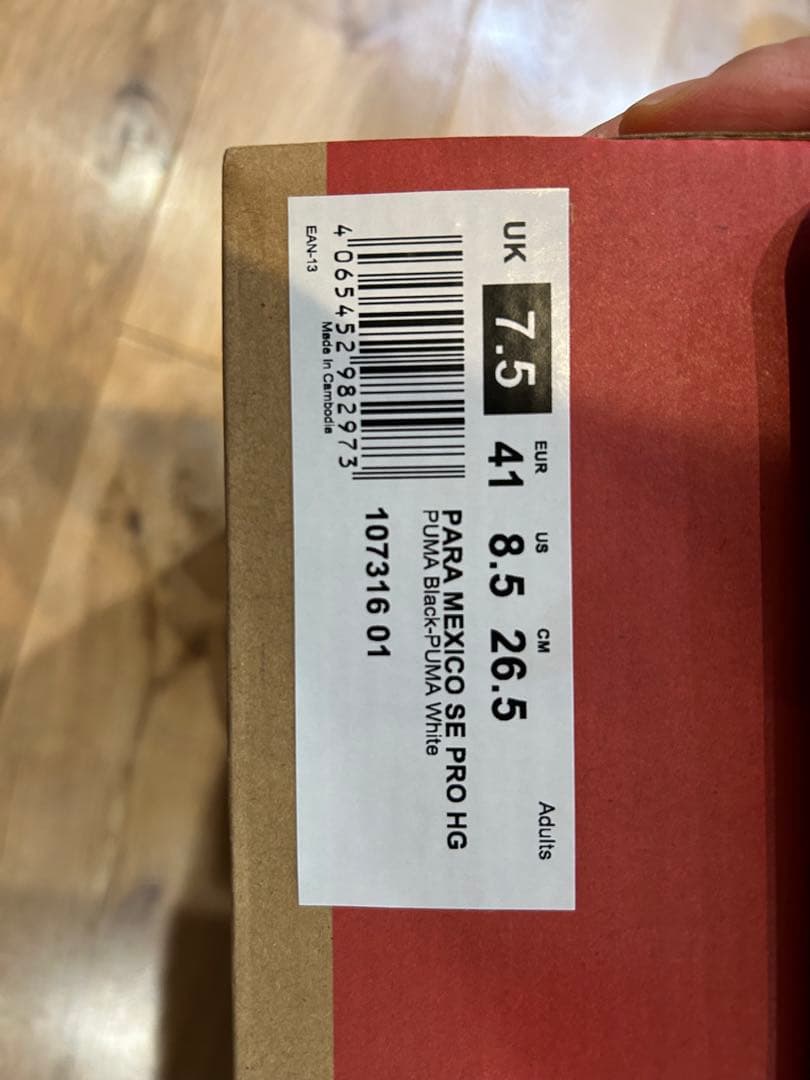 UK 7.5
EUR 41
US 8.5
CM 26.5
Adults
PARA MEXICO SE PRO HG
PUMA Black-PUMA White
107316 01
4 065452 982973
Made In Cambodia
EAN-13